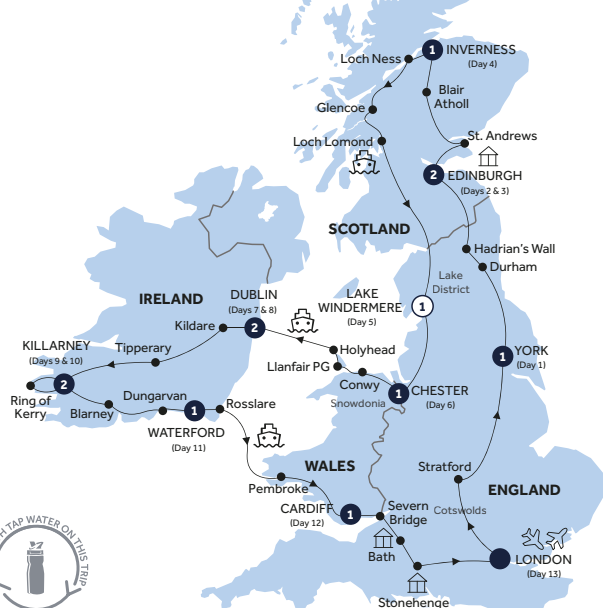 1
INVERNESS
(Day 4)
Loch Ness
Blair
Atholl
Glencoe
St. Andrews
Loch Lomond
2
EDINBURGH
(Days 2 & 3)
SCOTLAND
Hadrian's Wall
Durham
Lake
District
LAKE
WINDERMERE
(Day 5)
1
IRELAND
DUBLIN
(Days 7 & 8)
2
Kildare
Holyhead
Llanfair PG
Conwy
Snowdonia
1
CHESTER
(Day 6)
1
YORK
(Day 1)
KILLARNEY
(Days 9 & 10)
2
Tipperary
Ring of
Kerry
Blarney
Dungarvan
1
WATERFORD
(Day 11)
Rosslare
WALES
Pembroke
CARDIFF
(Day 12)
1
Severn
Bridge
Stratford
Cotswolds
ENGLAND
Bath
LONDON
(Day 13)
Stonehenge
TAP WATER ON THIS TRIP